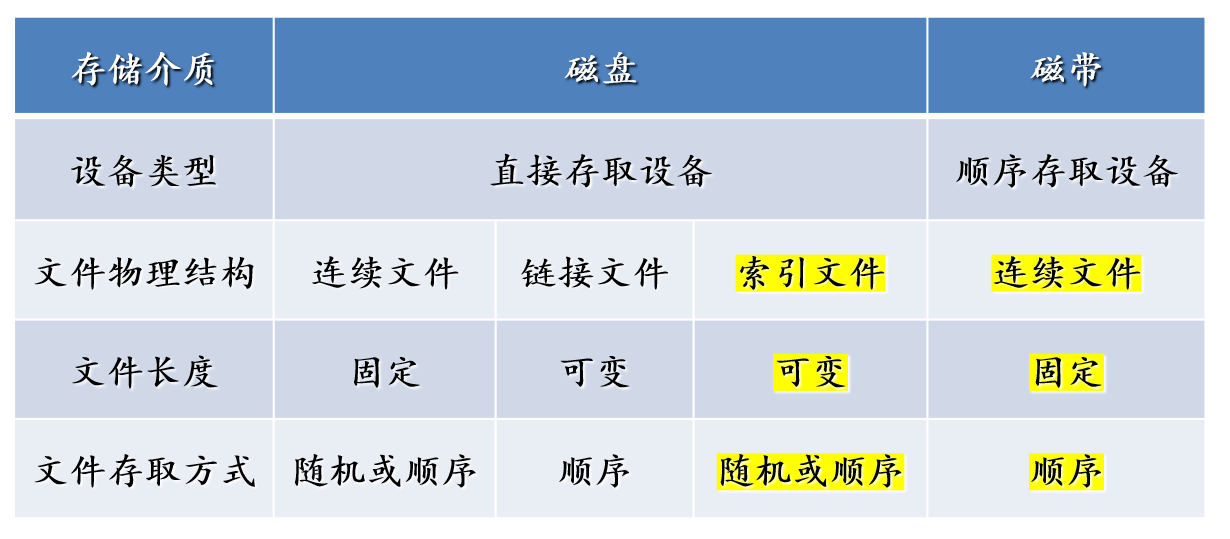 存储介质 磁盘 磁带
设备类型 直接存取设备 顺序存取设备
文件物理结构 连续文件 链接文件 索引文件 连续文件
文件长度 固定 可变 可变 固定
文件存取方式 随机或顺序 顺序 随机或顺序 顺序